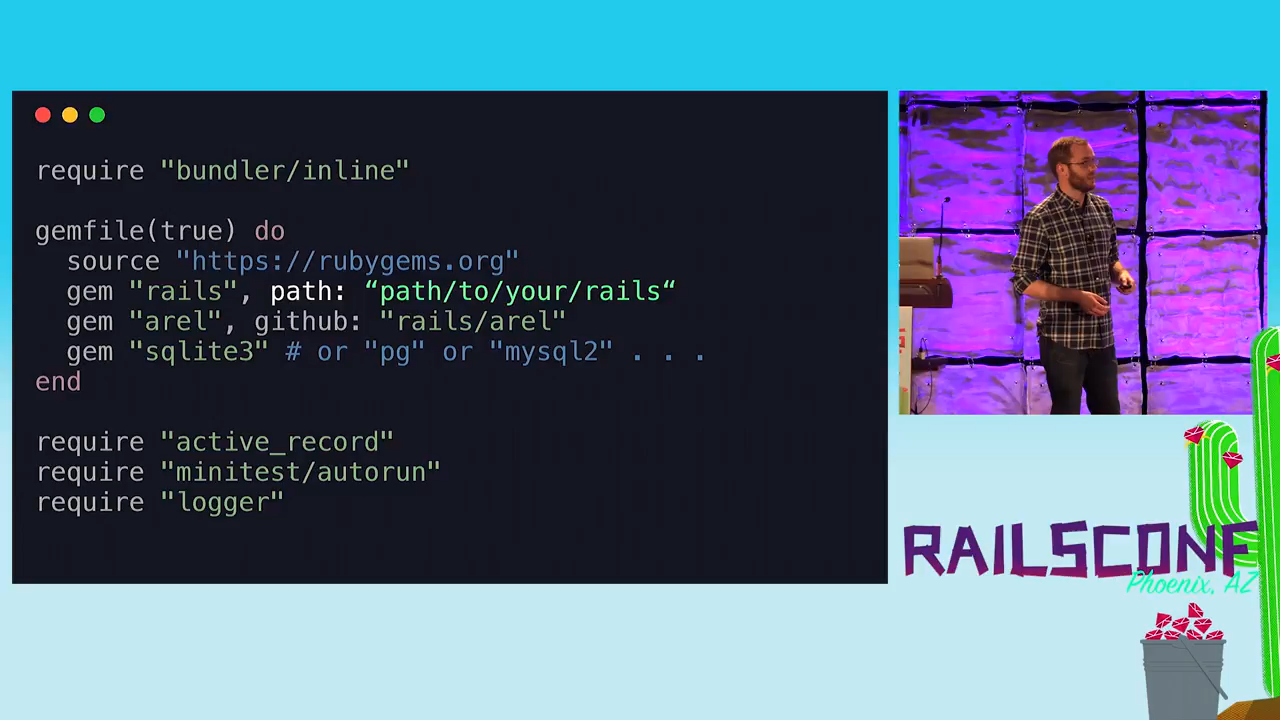 require "bundler/inline"
gemfile(true) do
  source "https://rubygems.org"
  gem "rails", path: “path/to/your/rails“
  gem "arel", github: "rails/arel"
  gem "sqlite3" # or "pg" or "mysql2" . . .
end
require "active_record"
require "minitest/autorun"
require "logger"
RAILSCONF
Phoenix, AZ